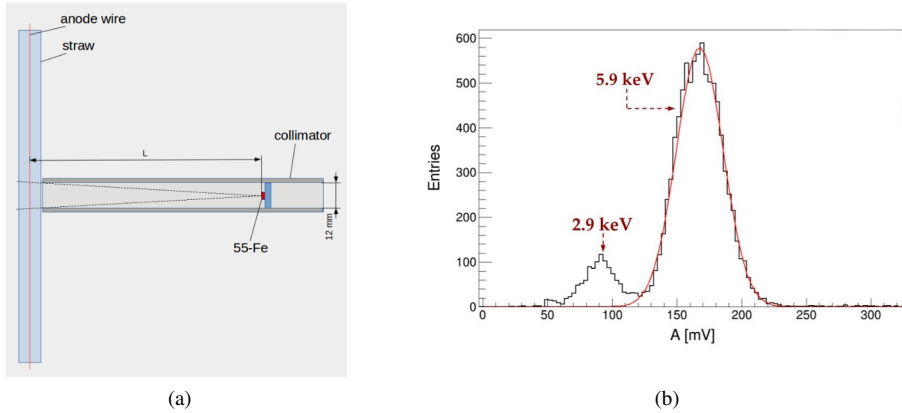 anode wire
straw
L
collimator
12 mm
55-Fe
(a)
600
500
400
300
200
100
0
Entries
5.9 keV
2.9 keV
0
50
100
150
200
250
300
A [mV]
(b)